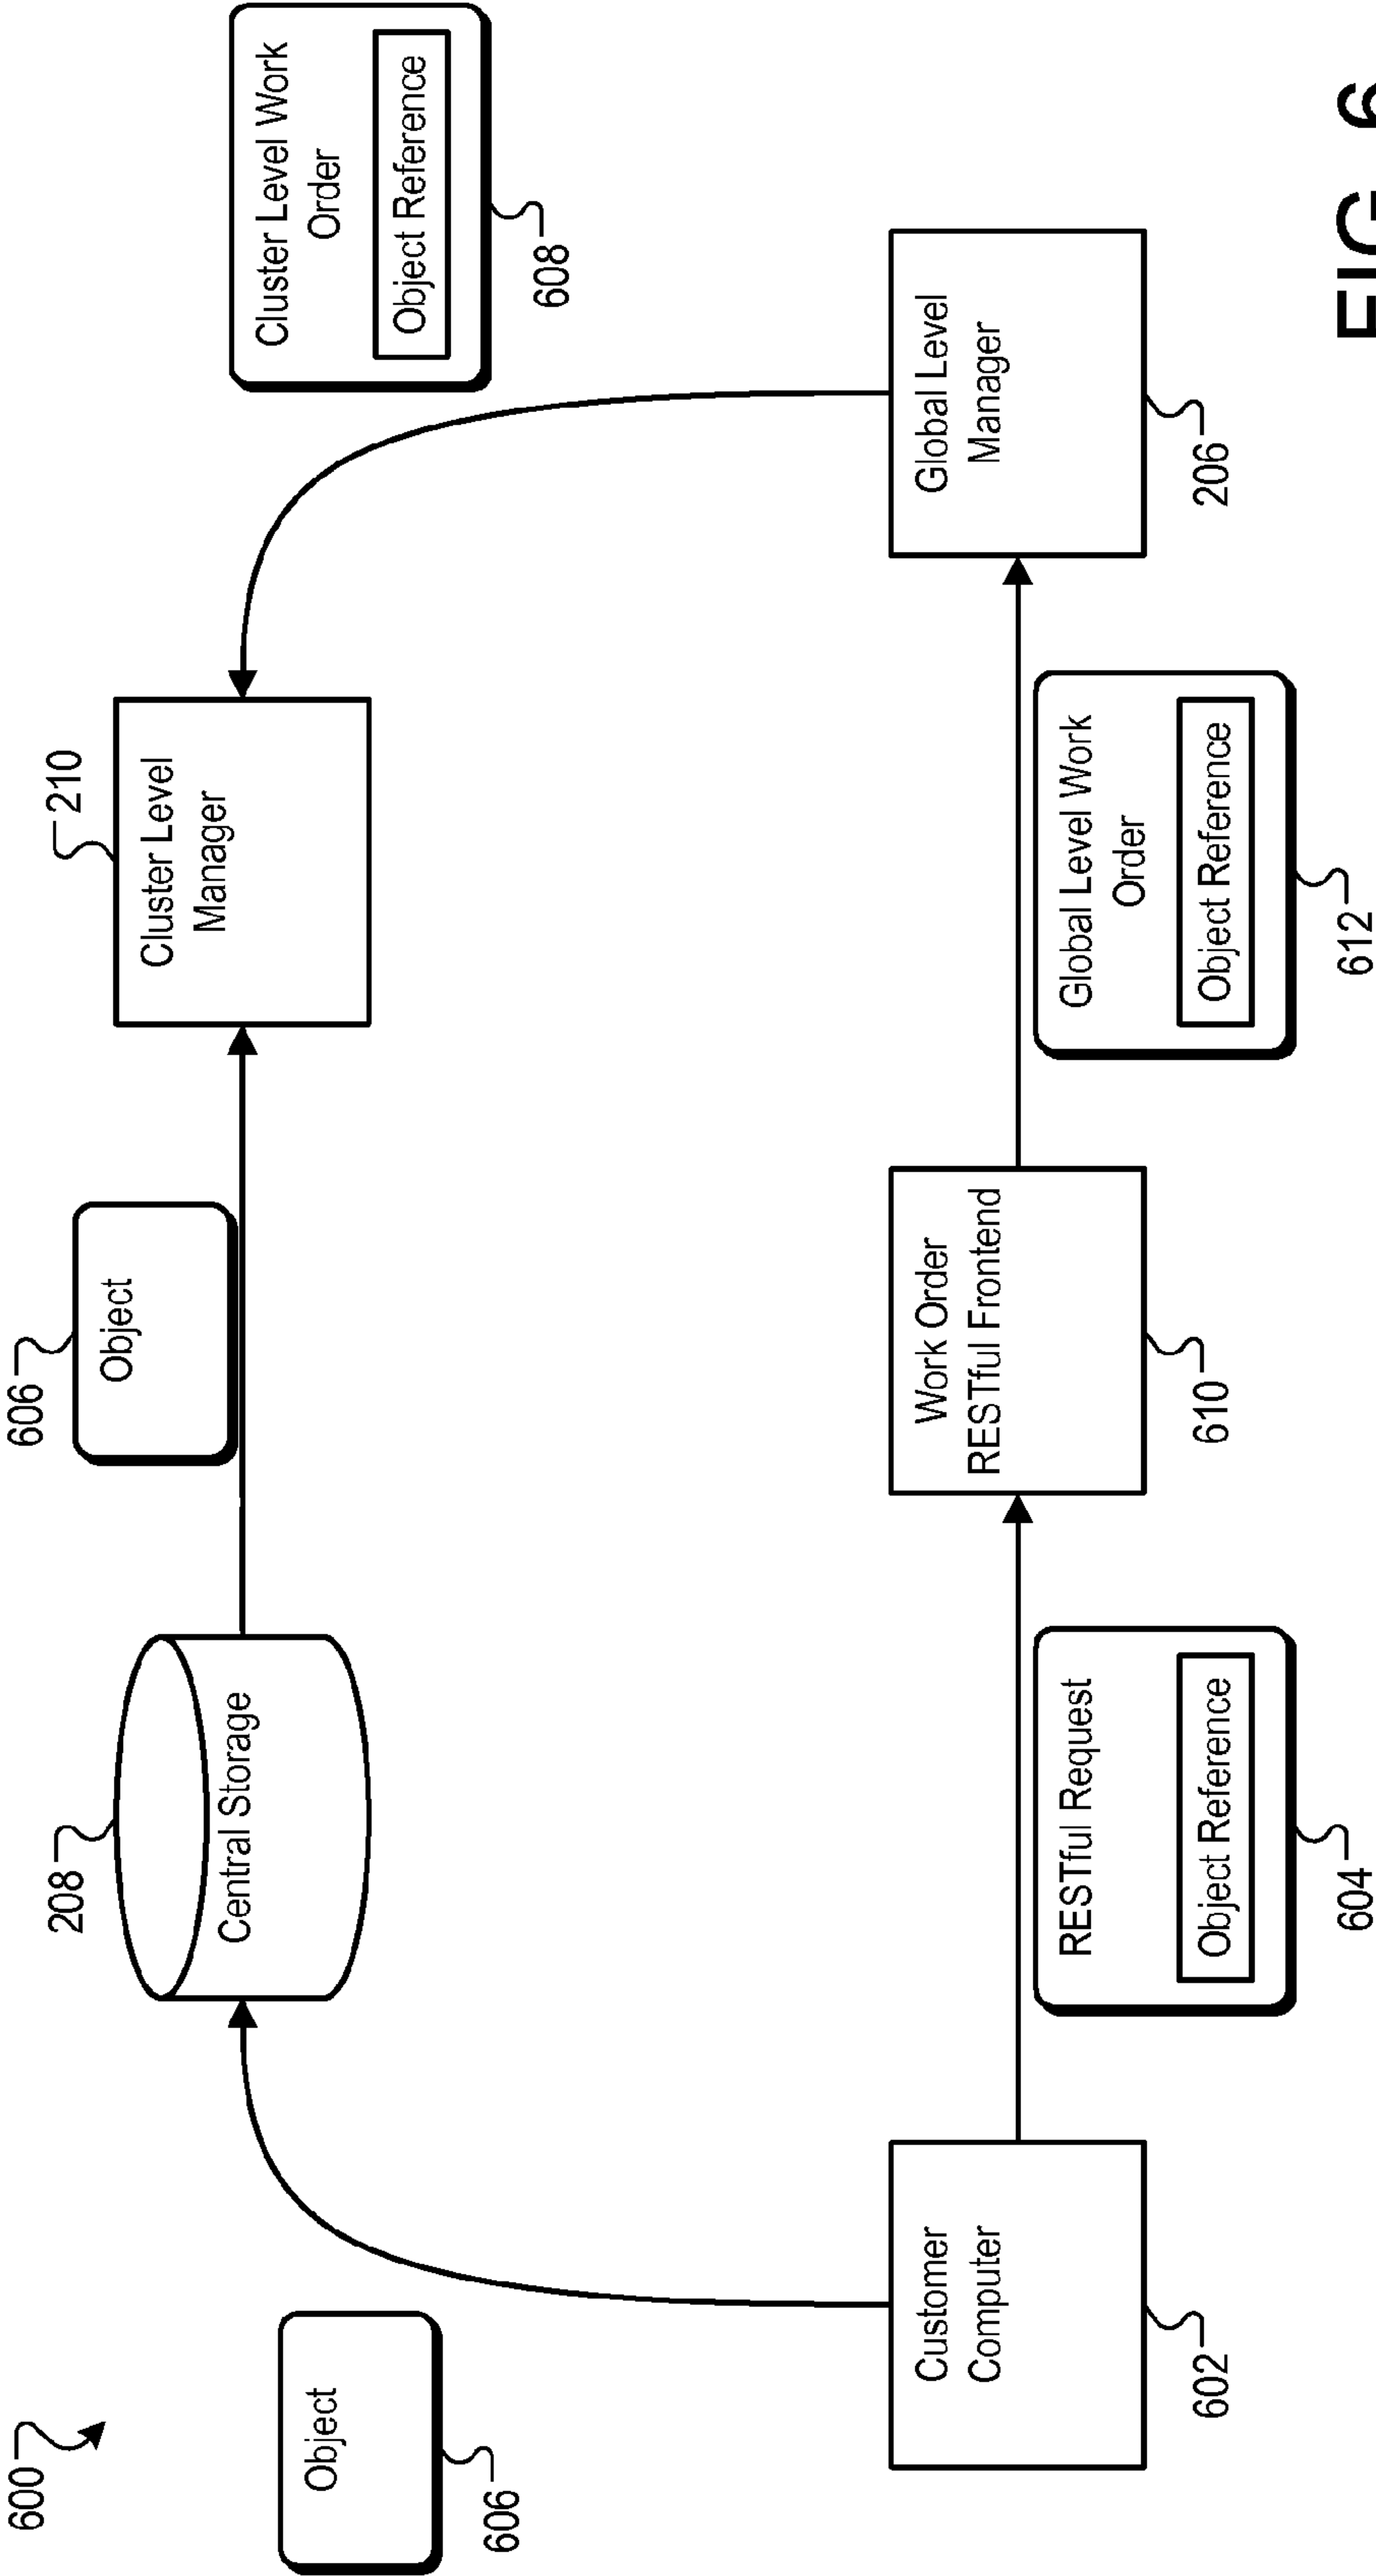 600
606
Object
208
Central Storage
210
Cluster Level
Manager
Object
606
Cluster Level Work
Order
Object Reference
608
Customer
Computer
602
Work Order
RESTful Frontend
610
Global Level
Manager
206
RESTful Request
Object Reference
604
Global Level Work
Order
Object Reference
612
FIG. 6